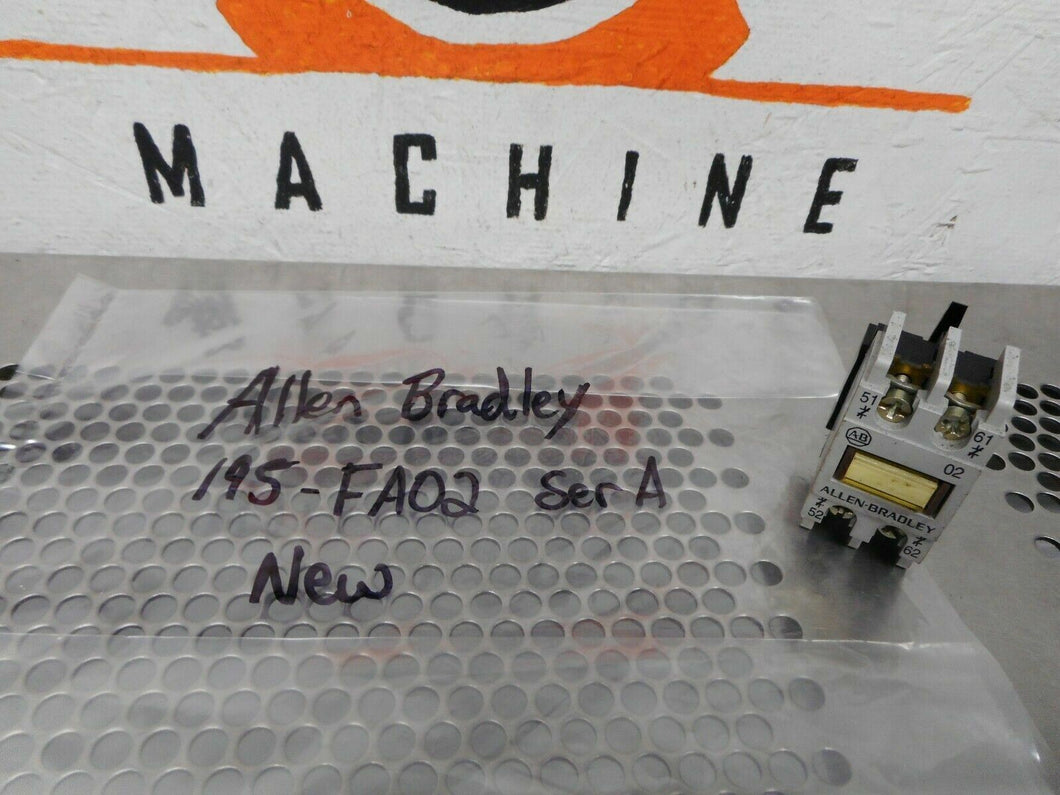 MACHINE
Allen Bradley
195-FA02 Ser A
New
51
61
AB
02
ALLEN-BRADLEY
52
62